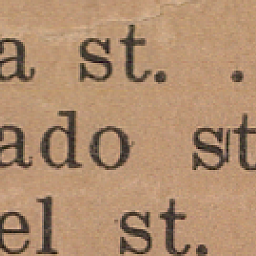 a st. .
ado st
el st.